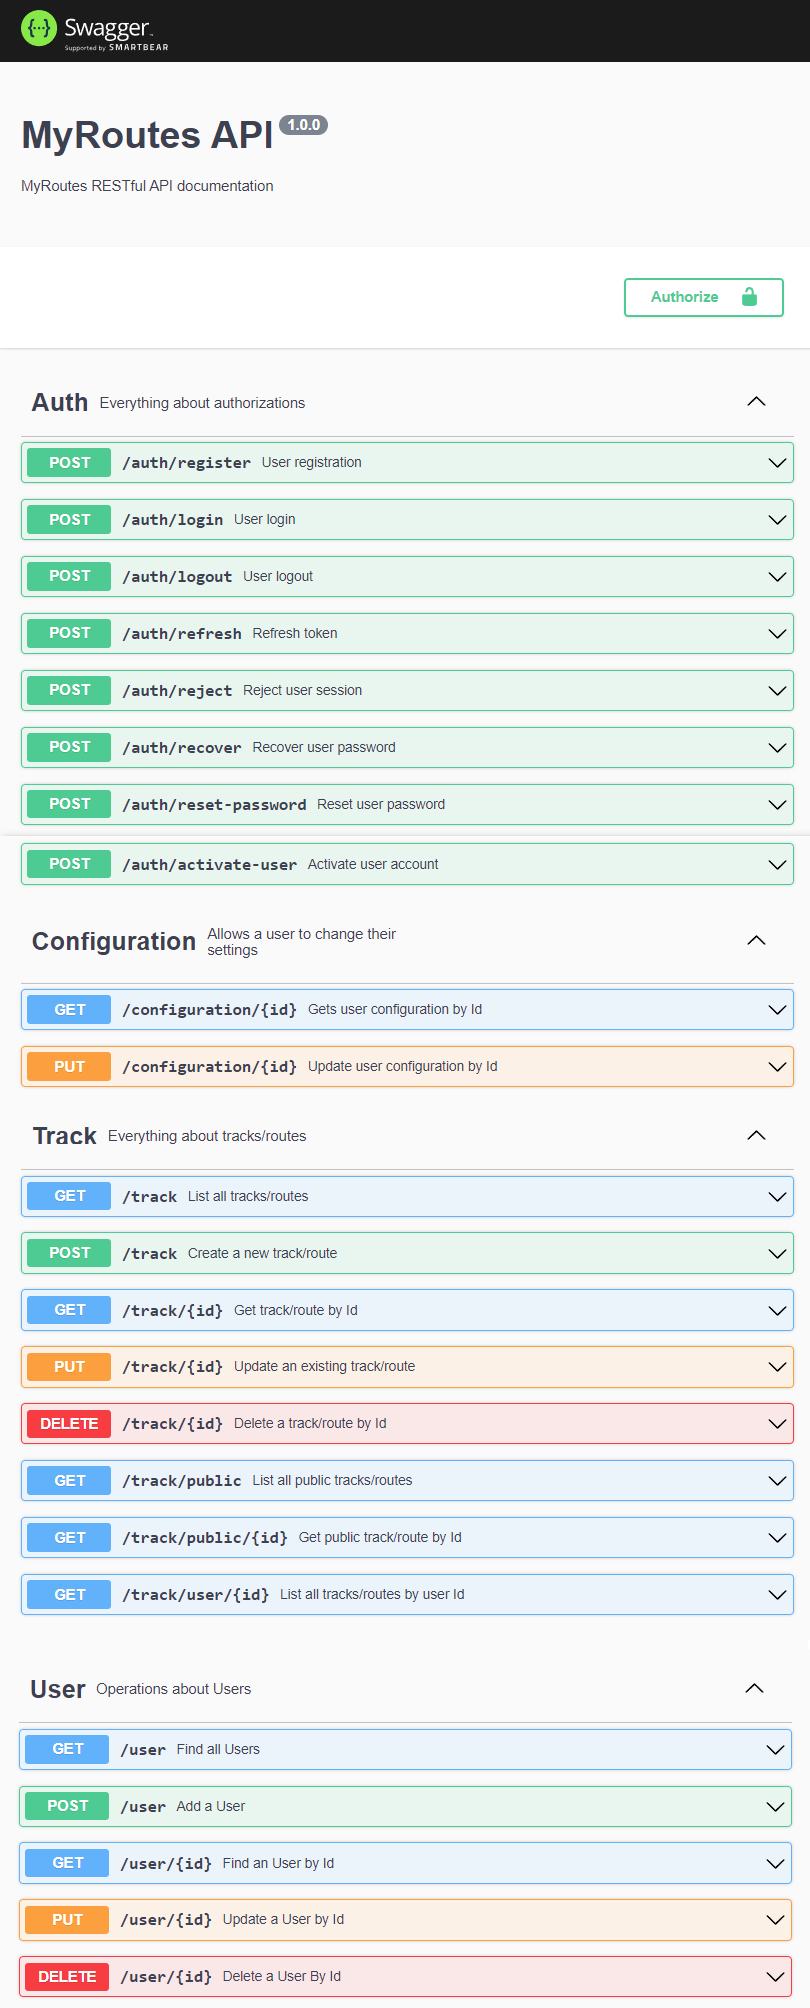 Swagger
Supported by SMARTBEAR
MyRoutes API 1.0.0
MyRoutes RESTful API documentation
Authorize
Auth Everything about authorizations
POST /auth/register User registration
POST /auth/login User login
POST /auth/logout User logout
POST /auth/refresh Refresh token
POST /auth/reject Reject user session
POST /auth/recover Recover user password
POST /auth/reset-password Reset user password
POST /auth/activate-user Activate user account
Configuration Allows a user to change their
settings
GET /configuration/{id} Gets user configuration by Id
PUT /configuration/{id} Update user configuration by Id
Track Everything about tracks/routes
GET /track List all tracks/routes
POST /track Create a new track/route
GET /track/{id} Get track/route by Id
PUT /track/{id} Update an existing track/route
DELETE /track/{id} Delete a track/route by Id
GET /track/public List all public tracks/routes
GET /track/public/{id} Get public track/route by Id
GET /track/user/{id} List all tracks/routes by user Id
User Operations about Users
GET /user Find all Users
POST /user Add a User
GET /user/{id} Find an User by Id
PUT /user/{id} Update a User by Id
DELETE /user/{id} Delete a User By Id